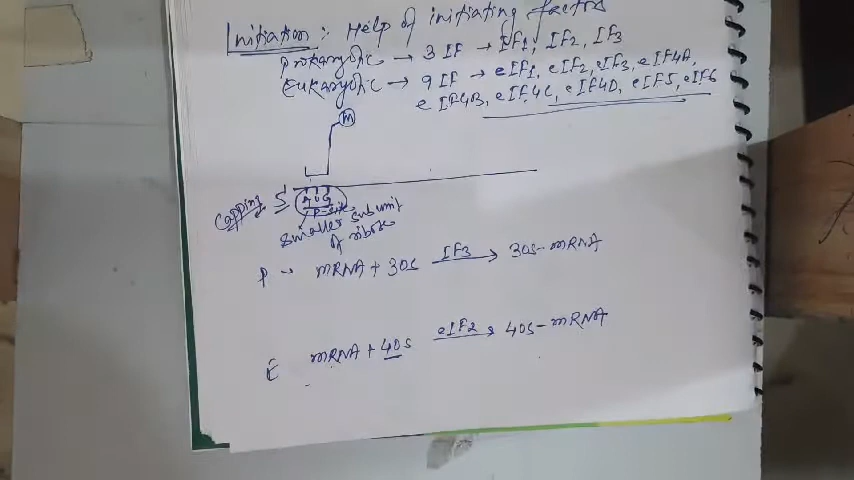 Initiation: Help of initiating factors
Prokaryotic → 3 IF → IF1, IF2, IF3
Eukaryotic → 9 IF → eIF1, eIF2, eIF3, eIF4A,
eIF4B, eIF4C, eIF4D, eIF5, eIF6
M
Capping 5' AUG
P-site
Smaller subunit
of ribos
P → mRNA + 30S IF3 → 30S-mRNA
E mRNA + 40S eIF2 → 40S-mRNA